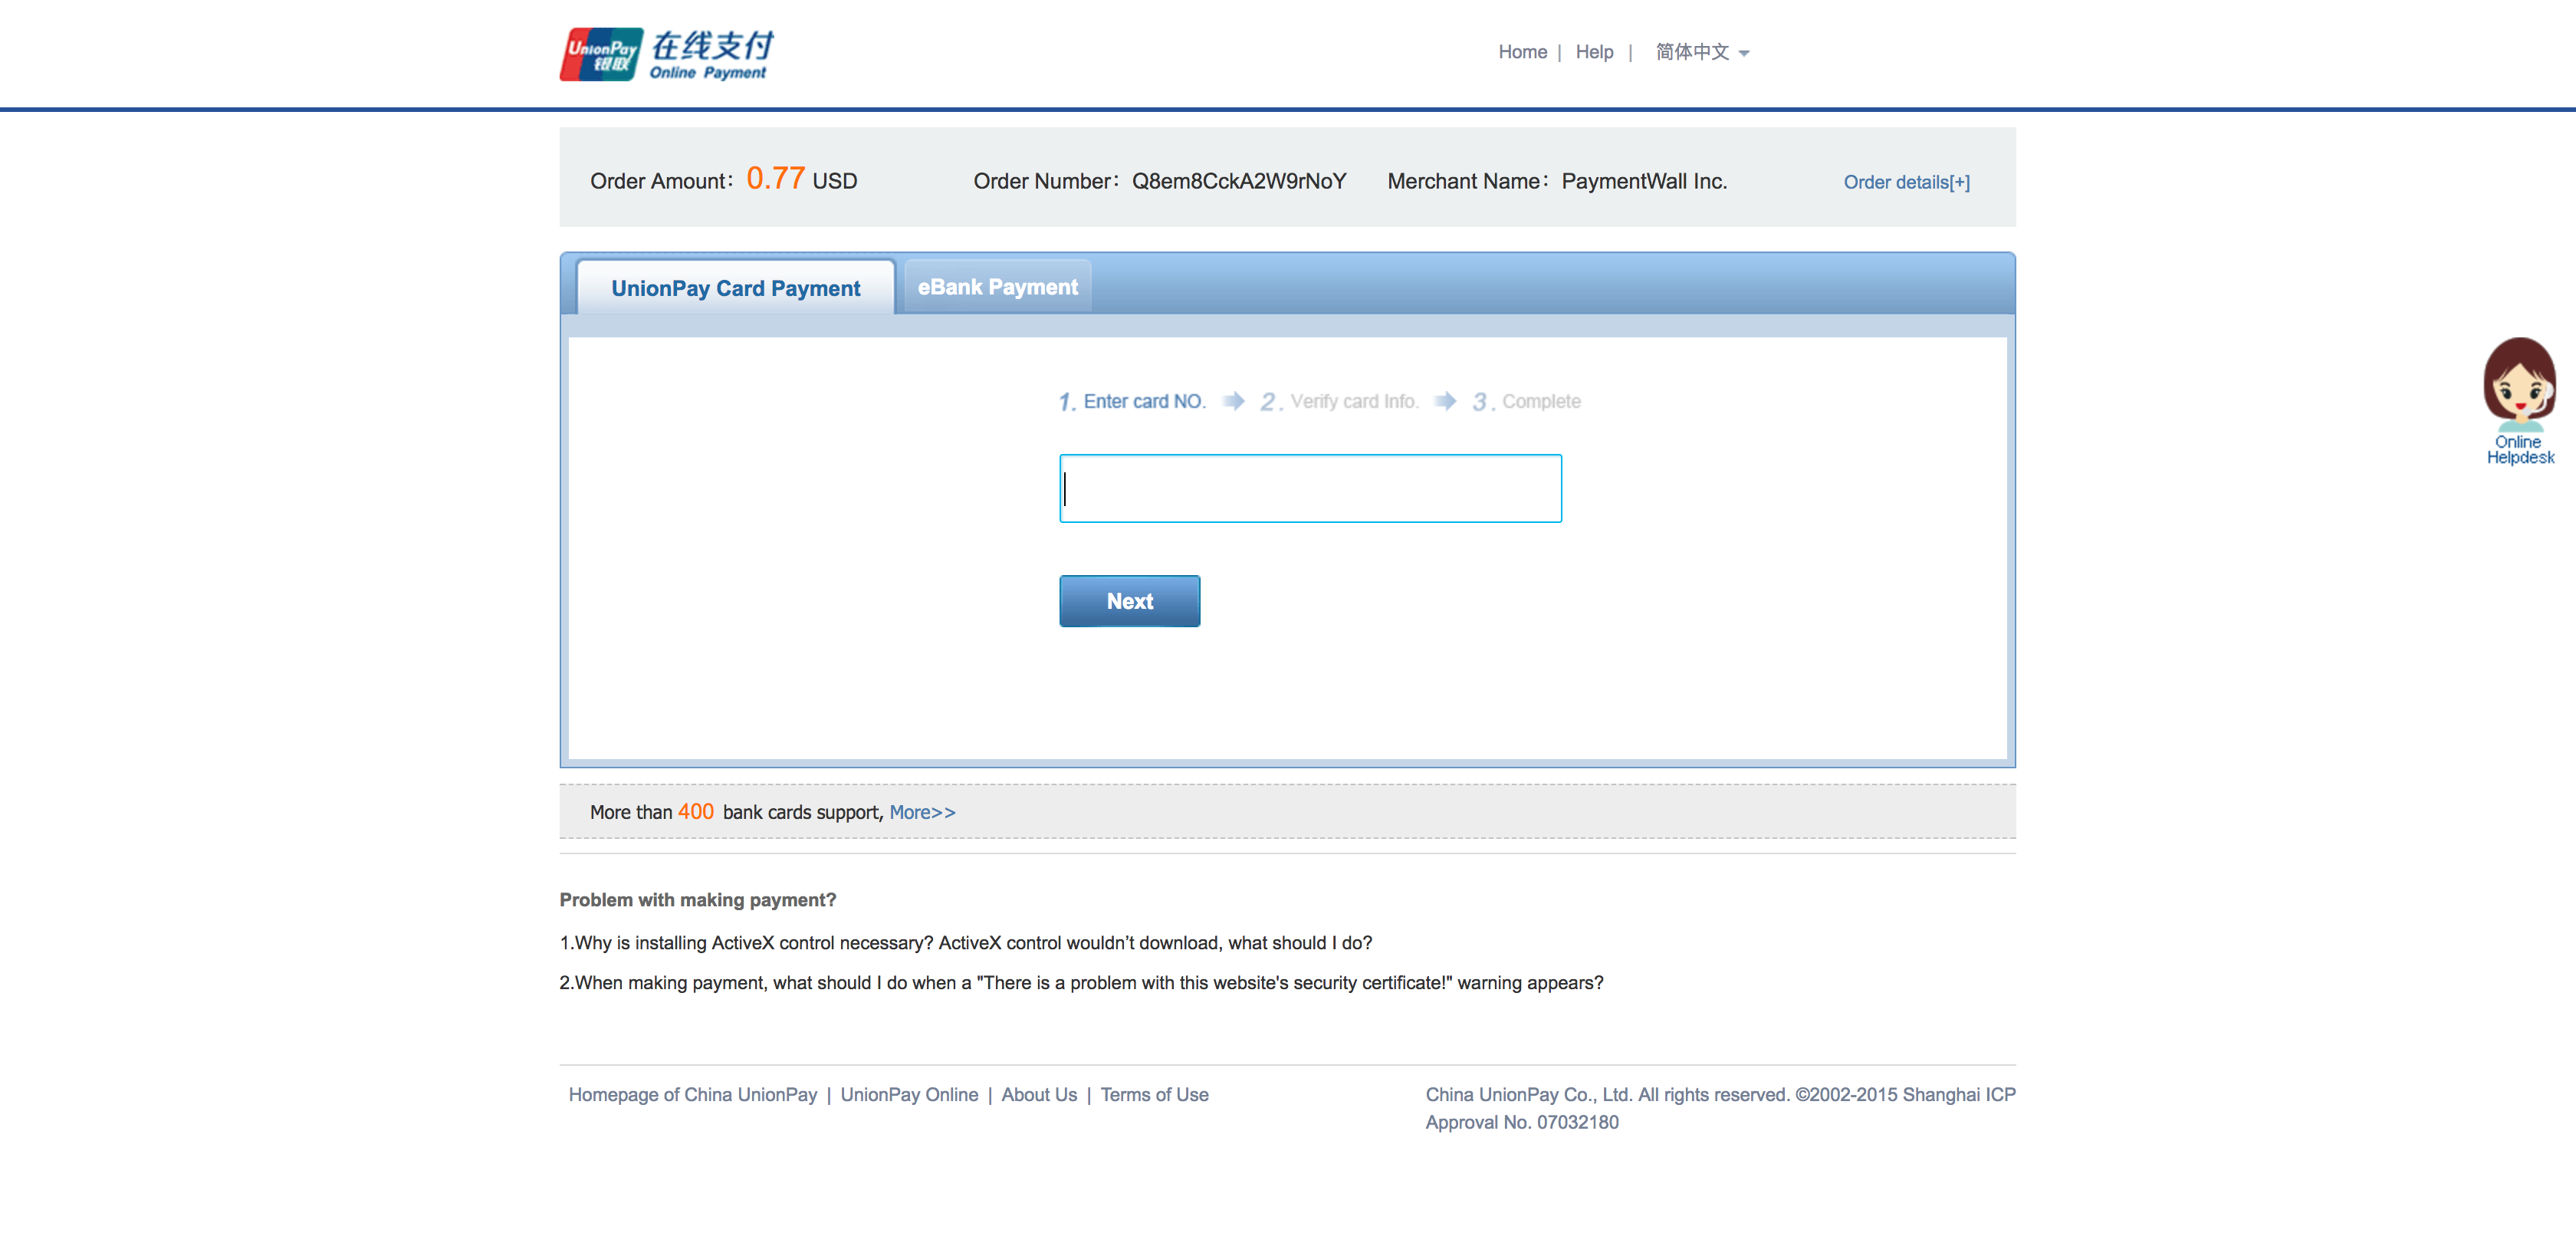 UnionPay 银联 在线支付
Online Payment
Home | Help | 简体中文
Order Amount：0.77 USD Order Number：Q8em8CckA2W9rNoY Merchant Name：PaymentWall Inc. Order details[+]
UnionPay Card Payment eBank Payment
1. Enter card NO. 2. Verify card Info. 3. Complete
Next
Online
Helpdesk
More than 400 bank cards support, More>>
Problem with making payment?
1.Why is installing ActiveX control necessary? ActiveX control wouldn’t download, what should I do?
2.When making payment, what should I do when a "There is a problem with this website's security certificate!" warning appears?
Homepage of China UnionPay | UnionPay Online | About Us | Terms of Use
China UnionPay Co., Ltd. All rights reserved. ©2002-2015 Shanghai ICP
Approval No. 07032180